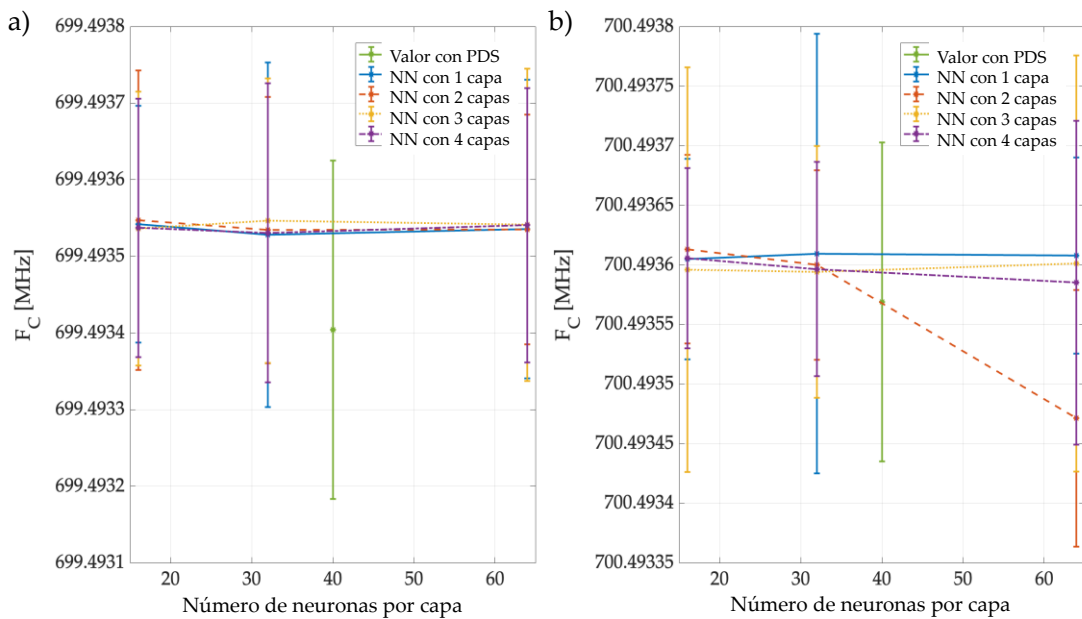 a)
699.4938
699.4937
699.4936
699.4935
699.4934
699.4933
699.4932
699.4931
F_C [MHz]
20
30
40
50
60
Número de neuronas por capa
Valor con PDS
NN con 1 capa
NN con 2 capas
NN con 3 capas
NN con 4 capas
b)
700.4938
700.49375
700.4937
700.49365
700.4936
700.49355
700.4935
700.49345
700.4934
700.49335
F_C [MHz]
20
30
40
50
60
Número de neuronas por capa
Valor con PDS
NN con 1 capa
NN con 2 capas
NN con 3 capas
NN con 4 capas